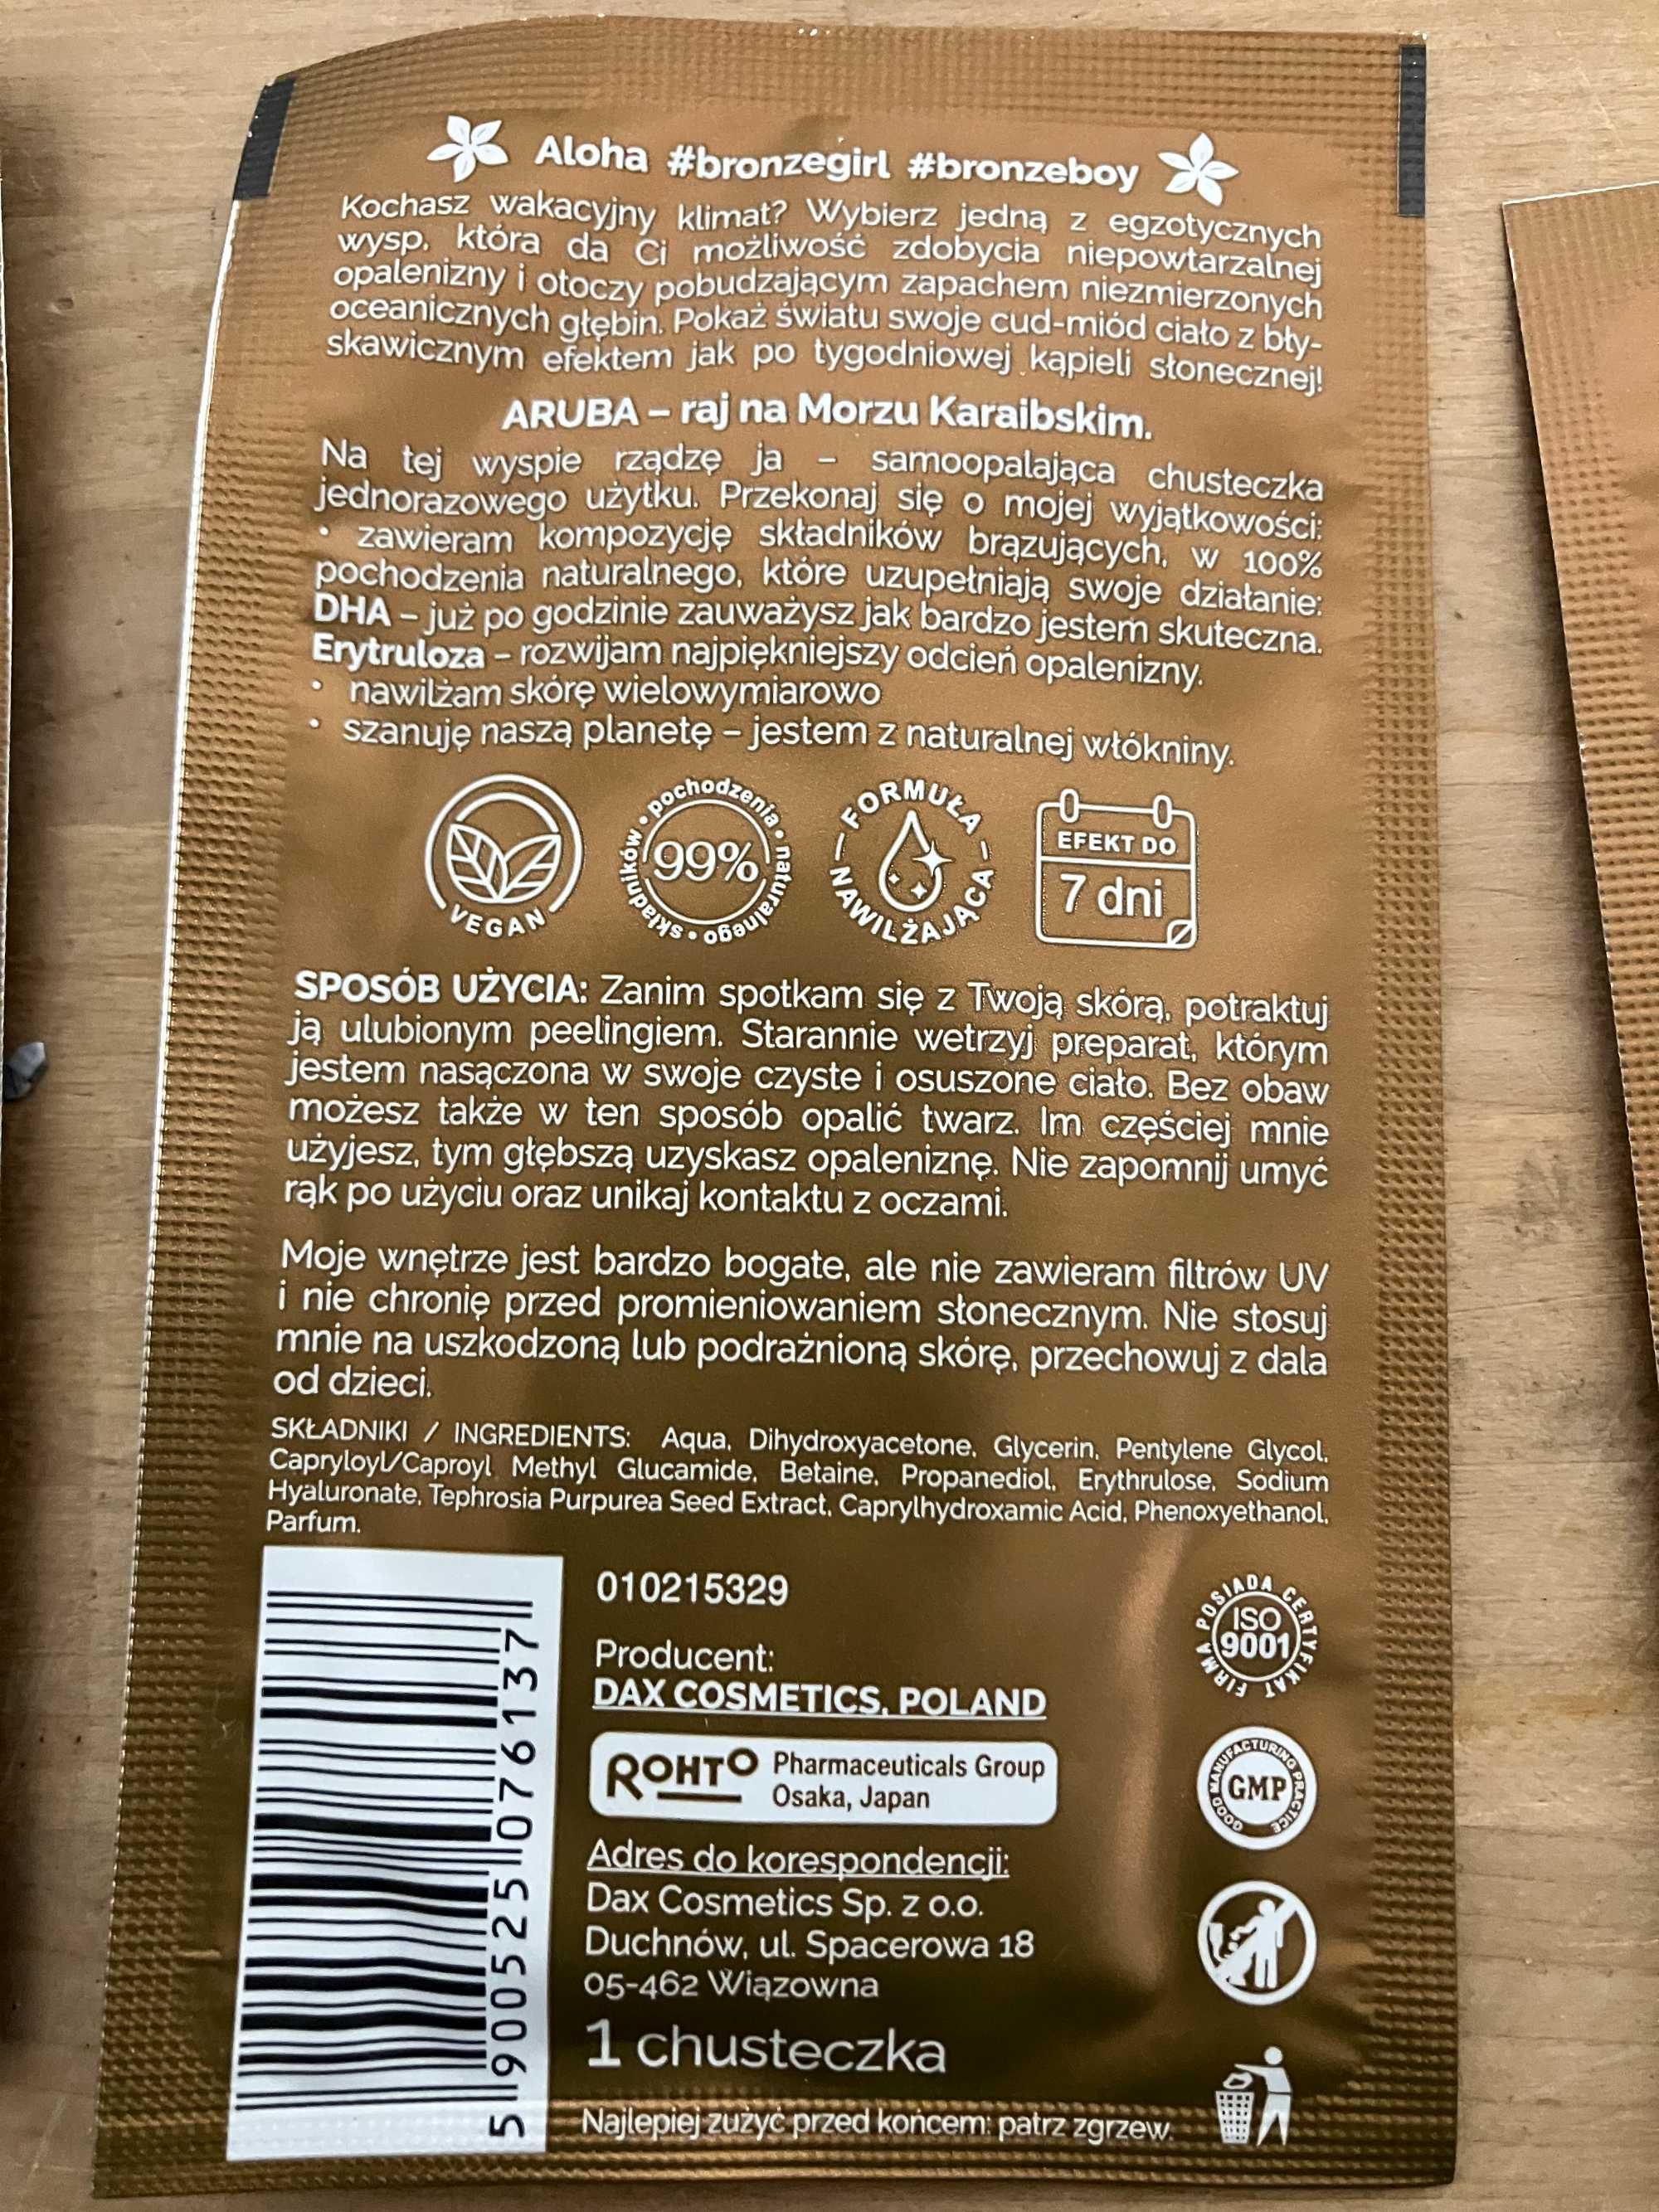 Aloha #bronzegirl #bronzeboy
Kochasz wakacyjny klimat? Wybierz jedną z egzotycznych
wysp, która da Ci możliwość zdobycia niepowtarzalnej
opalenizny i otoczy pobudzającym zapachem niezmierzonych
oceanicznych głębin. Pokaż światu swoje cud-miód ciało z bły-
skawicznym efektem jak po tygodniowej kąpieli słonecznej!
ARUBA – raj na Morzu Karaibskim.
Na tej wyspie rządzę ja – samoopalająca chusteczka
jednorazowego użytku. Przekonaj się o mojej wyjątkowości:
• zawieram kompozycję składników brązujących, w 100%
pochodzenia naturalnego, które uzupełniają swoje działanie:
DHA – już po godzinie zauważysz jak bardzo jestem skuteczna.
Erytruloza – rozwijam najpiękniejszy odcień opalenizny.
• nawilżam skórę wielowymiarowo
• szanuję naszą planetę – jestem z naturalnej włókniny.
VEGAN
99%
składników • pochodzenia • naturalnego •
FORMUŁA – NAWILŻAJĄCA –
EFEKT DO
7 dni
SPOSÓB UŻYCIA: Zanim spotkam się z Twoją skórą, potraktuj
ją ulubionym peelingiem. Starannie wetrzyj preparat, którym
jestem nasączona w swoje czyste i osuszone ciało. Bez obaw
możesz także w ten sposób opalić twarz. Im częściej mnie
użyjesz, tym głębszą uzyskasz opaleniznę. Nie zapomnij umyć
rąk po użyciu oraz unikaj kontaktu z oczami.
Moje wnętrze jest bardzo bogate, ale nie zawieram filtrów UV
i nie chronię przed promieniowaniem słonecznym. Nie stosuj
mnie na uszkodzoną lub podrażnioną skórę, przechowuj z dala
od dzieci.
SKŁADNIKI / INGREDIENTS: Aqua, Dihydroxyacetone, Glycerin, Pentylene Glycol,
Capryloyl/Caproyl Methyl Glucamide, Betaine, Propanediol, Erythrulose, Sodium
Hyaluronate, Tephrosia Purpurea Seed Extract, Caprylhydroxamic Acid, Phenoxyethanol,
Parfum.
5 900525 076137
010215329
Producent:
DAX COSMETICS, POLAND
ROHTO Pharmaceuticals Group
Osaka, Japan
Adres do korespondencji:
Dax Cosmetics Sp. z o.o.
Duchnów, ul. Spacerowa 18
05-462 Wiązowna
1 chusteczka
Najlepiej zużyć przed końcem: patrz zgrzew.
FIRMA POSIADA CERTYFIKAT
ISO
9001
GOOD MANUFACTURING PRACTICE
GMP